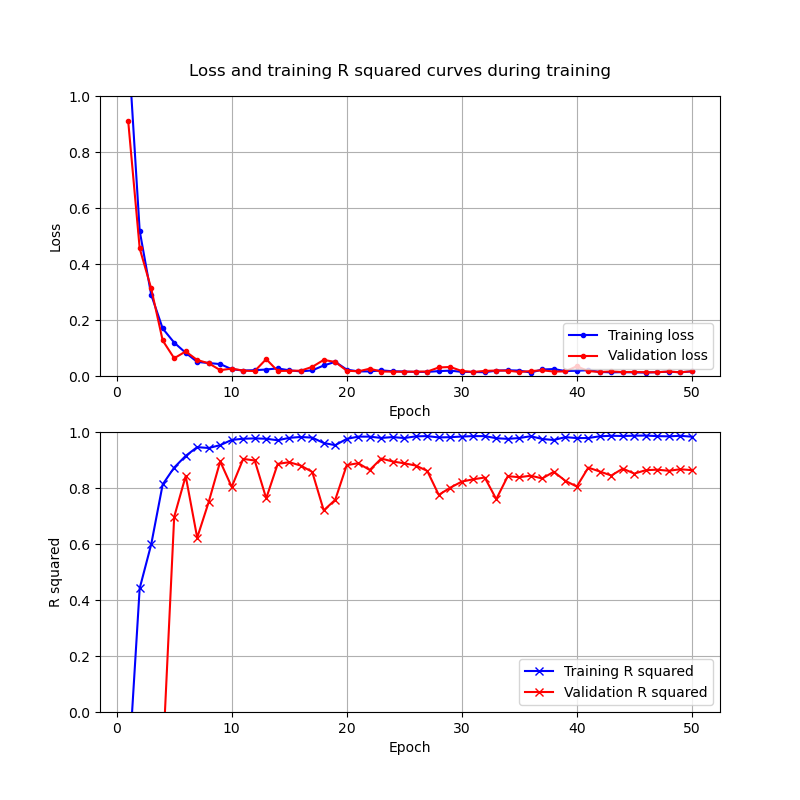 Loss and training R squared curves during training
1.0
0.8
0.6
0.4
0.2
0.0
Loss
Training loss
Validation loss
0 10 20 30 40 50
Epoch
1.0
0.8
0.6
0.4
0.2
0.0
R squared
Training R squared
Validation R squared
0 10 20 30 40 50
Epoch